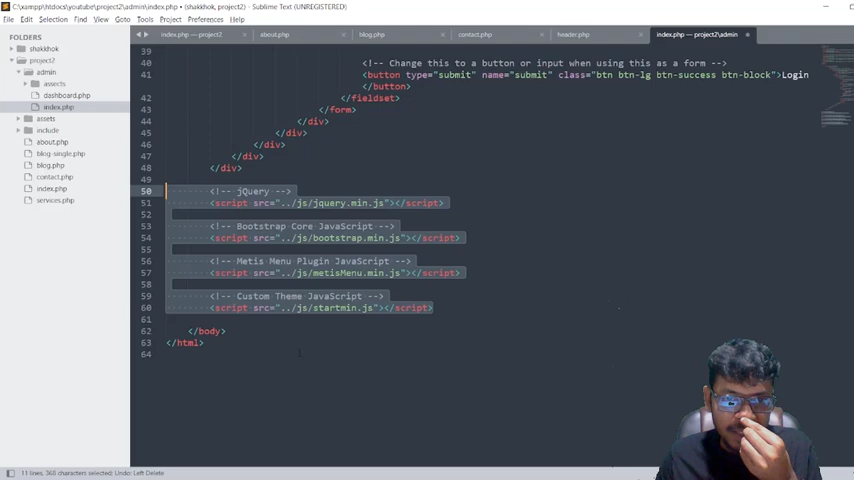 C:\xampp\htdocs\youtube\project2\admin\index.php (shakkhok, project2) - Sublime Text (UNREGISTERED)
File Edit Selection Find View Goto Tools Project Preferences Help
FOLDERS
shakkhok
project2
admin
assects
dashboard.php
index.php
assets
include
about.php
blog-single.php
blog.php
contact.php
index.php
services.php
index.php — project2
about.php
blog.php
contact.php
header.php
index.php — project2\admin
39
40 <!-- Change this to a button or input when using this as a form -->
41 <button type="submit" name="submit" class="btn btn-lg btn-success btn-block">Login
</button>
42 </fieldset>
43 </form>
44 </div>
45 </div>
46 </div>
47 </div>
48 </div>
49
50 <!-- jQuery -->
51 <script src="../js/jquery.min.js"></script>
52
53 <!-- Bootstrap Core JavaScript -->
54 <script src="../js/bootstrap.min.js"></script>
55
56 <!-- Metis Menu Plugin JavaScript -->
57 <script src="../js/metisMenu.min.js"></script>
58
59 <!-- Custom Theme JavaScript -->
60 <script src="../js/startmin.js"></script>
61
62 </body>
63 </html>
64
11 lines, 368 characters selected; Undo: Left Delete